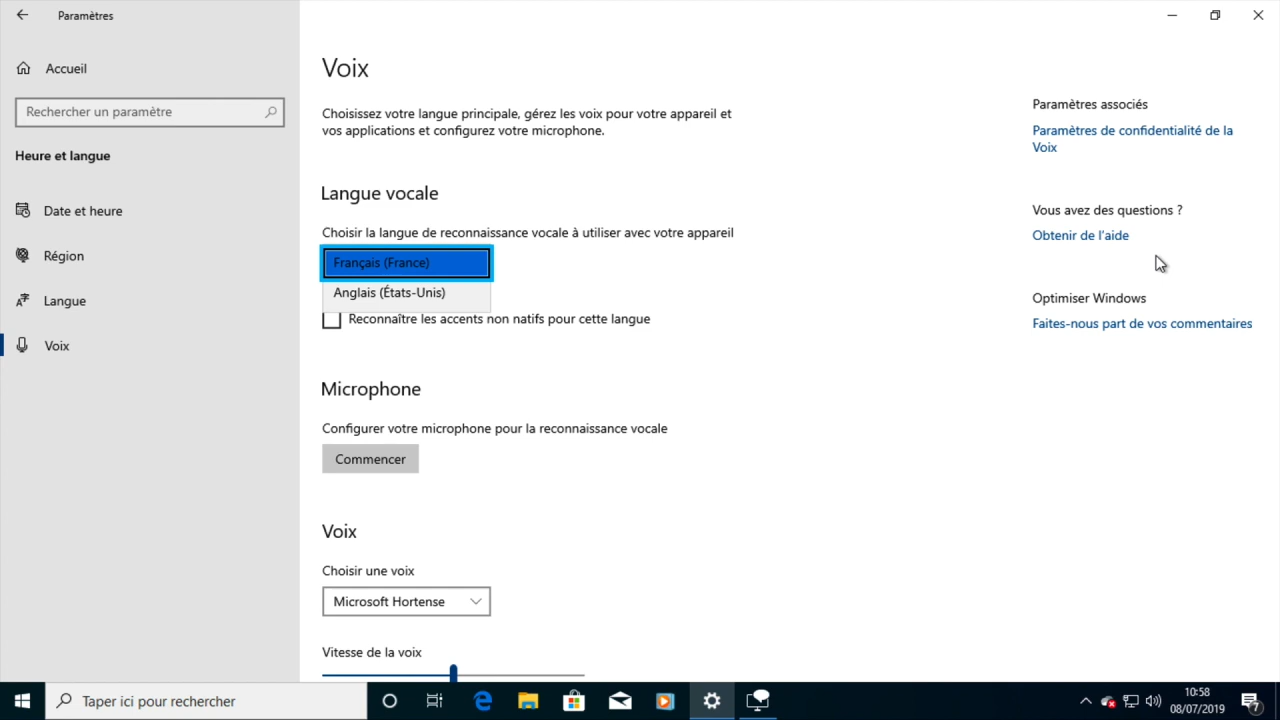 Paramètres
Accueil
Rechercher un paramètre
Heure et langue
Date et heure
Région
Langue
Voix
Voix
Choisissez votre langue principale, gérez les voix pour votre appareil et
vos applications et configurez votre microphone.
Langue vocale
Choisir la langue de reconnaissance vocale à utiliser avec votre appareil
Français (France)
Anglais (États-Unis)
Reconnaître les accents non natifs pour cette langue
Microphone
Configurer votre microphone pour la reconnaissance vocale
Commencer
Voix
Choisir une voix
Microsoft Hortense
Vitesse de la voix
Paramètres associés
Paramètres de confidentialité de la
Voix
Vous avez des questions ?
Obtenir de l'aide
Optimiser Windows
Faites-nous part de vos commentaires
Taper ici pour rechercher
10:58
08/07/2019
7